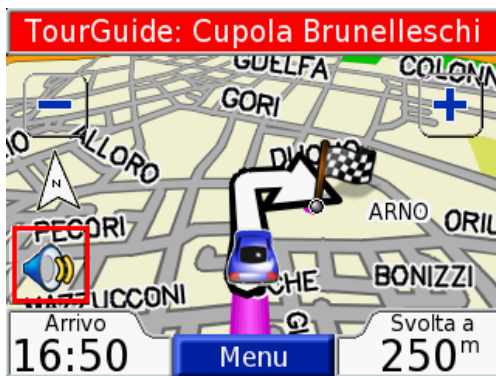 TourGuide: Cupola Brunelleschi
GUELFA
COLONN
GORI
ALLORO
DUOMO
N
ARNO
ORIL
PECORI
CHE
BONIZZI
MAZZUCCONI
Arrivo
16:50
Menu
Svolta a
250m